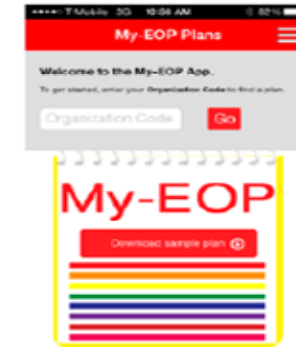 T-Mobile 3G 10:56 AM 82%
My-EOP Plans
Welcome to the My-EOP App.
To get started, enter your Organization Code to find a plan.
Organization Code
Go
My-EOP
Download sample plan